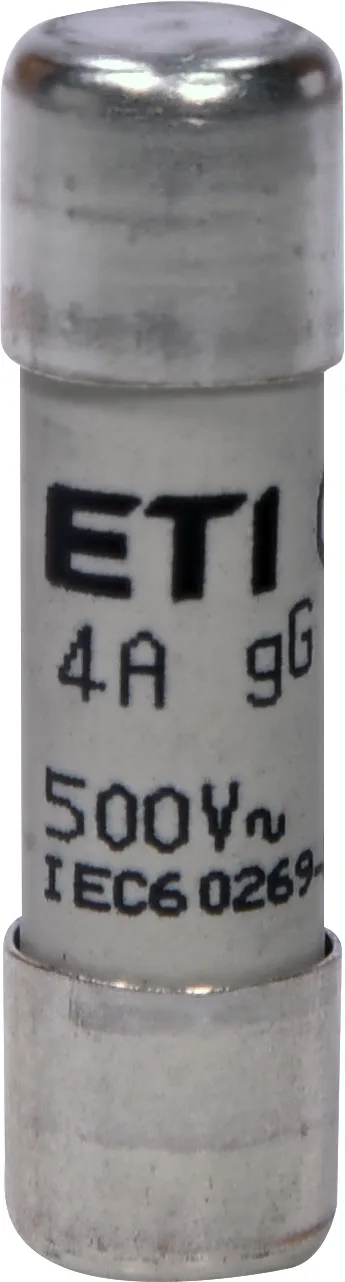 ETI
4A gG
500V~
IEC60269-